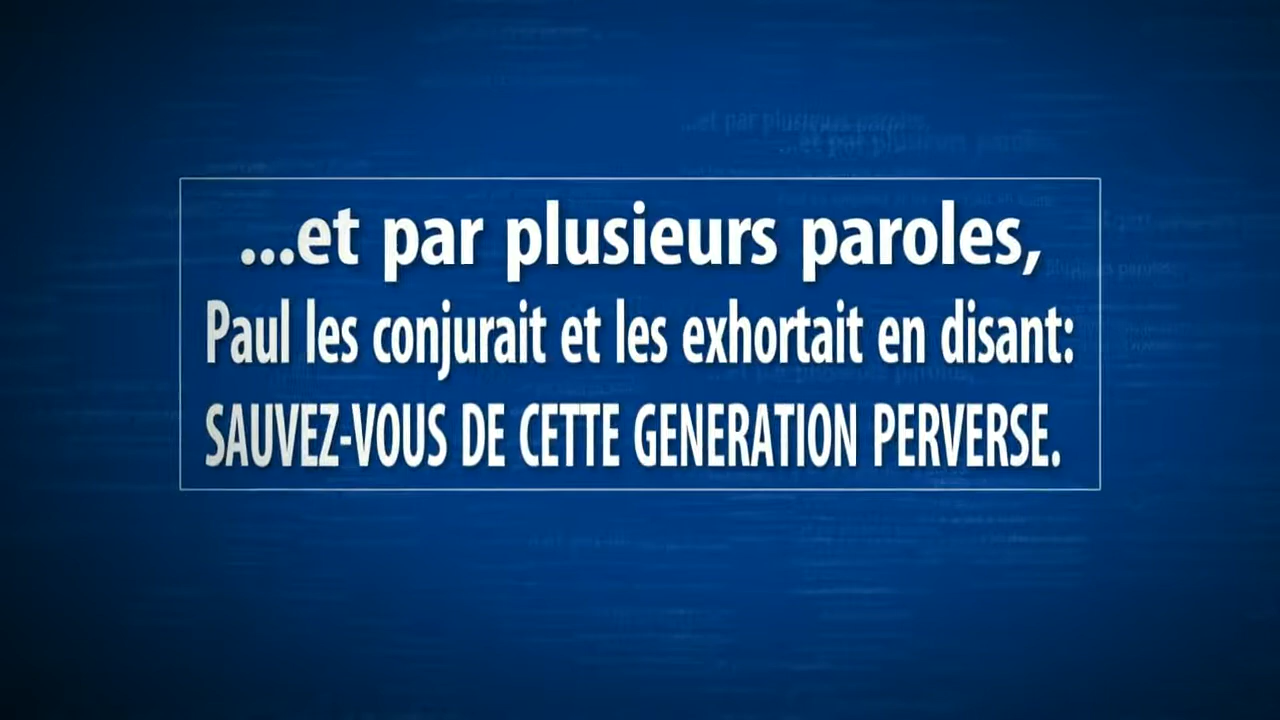 ...et par plusieurs paroles,
Paul les conjurait et les exhortait en disant:
SAUVEZ-VOUS DE CETTE GENERATION PERVERSE.